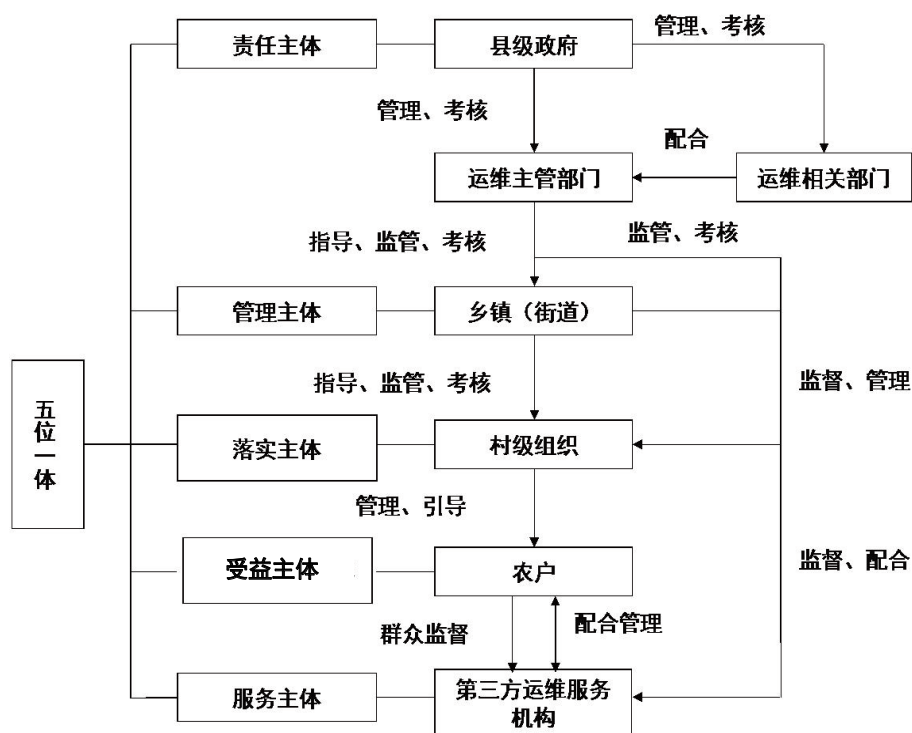 责任主体
县级政府
管理、考核
管理、考核
配合
运维主管部门
运维相关部门
指导、监管、考核
监管、考核
管理主体
乡镇（街道）
指导、监管、考核
监督、管理
五位一体
落实主体
村级组织
管理、引导
受益主体
农户
监督、配合
群众监督
配合管理
服务主体
第三方运维服务
机构